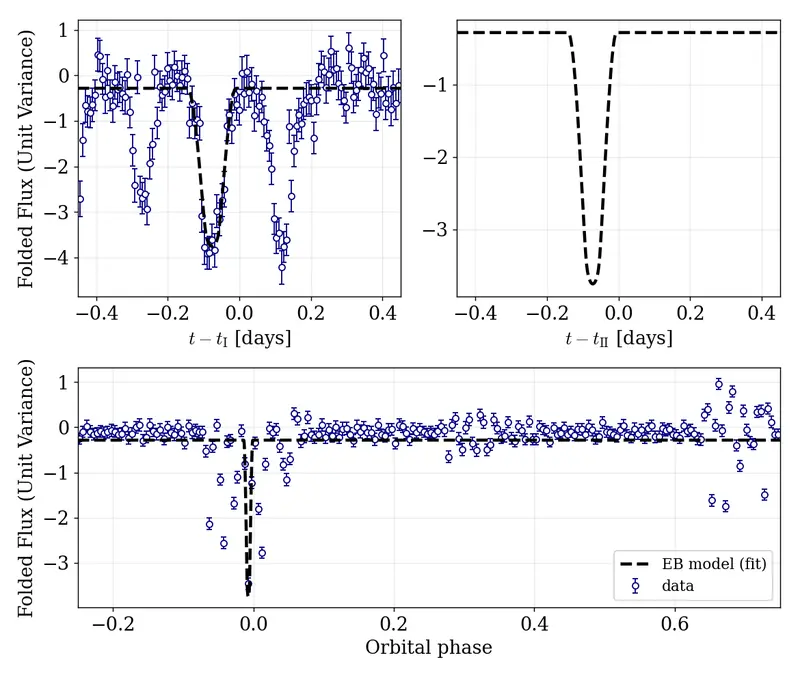 Folded Flux (Unit Variance)
1
0
−1
−2
−3
−4
−0.4 −0.2 0.0 0.2 0.4
t − t_I [days]
−1
−2
−3
−0.4 −0.2 0.0 0.2 0.4
t − t_II [days]
Folded Flux (Unit Variance)
1
0
−1
−2
−3
−0.2 0.0 0.2 0.4 0.6
Orbital phase
EB model (fit)
data